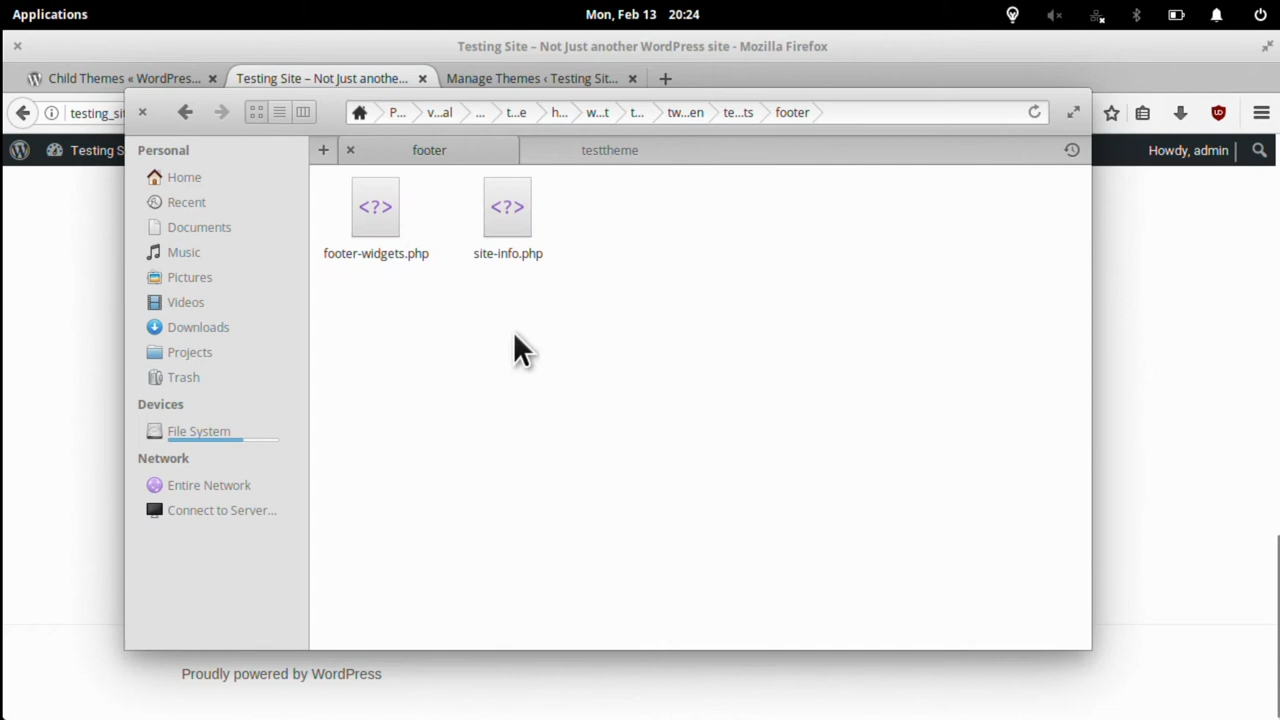 Applications
Mon, Feb 13 20:24
Testing Site – Not Just another WordPress site - Mozilla Firefox
Child Themes « WordPres...
Testing Site – Not Just anothe...
Manage Themes ‹ Testing Sit...
testing_si
P... v...al ... t...e h... w...t t... tw...en te...ts footer
Testing S
Howdy, admin
Personal
footer
testtheme
Home
Recent
Documents
Music
Pictures
Videos
Downloads
Projects
Trash
Devices
File System
Network
Entire Network
Connect to Server...
<?>
<?>
footer-widgets.php
site-info.php
Proudly powered by WordPress